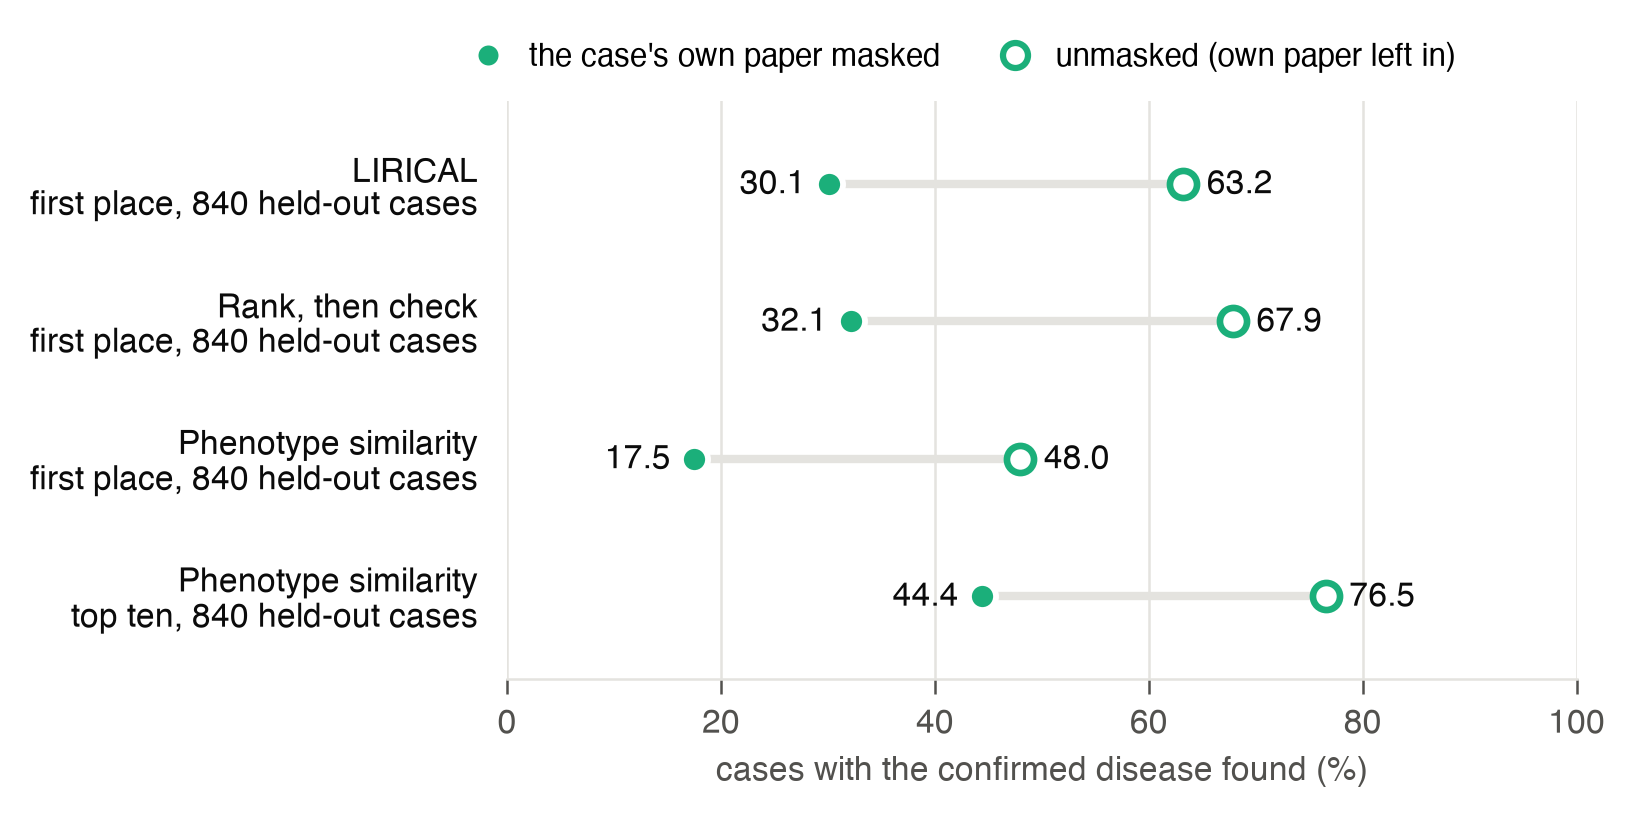 the case's own paper masked
unmasked (own paper left in)
LIRICAL
first place, 840 held-out cases
30.1
63.2
Rank, then check
first place, 840 held-out cases
32.1
67.9
Phenotype similarity
first place, 840 held-out cases
17.5
48.0
Phenotype similarity
top ten, 840 held-out cases
44.4
76.5
0 20 40 60 80 100
cases with the confirmed disease found (%)